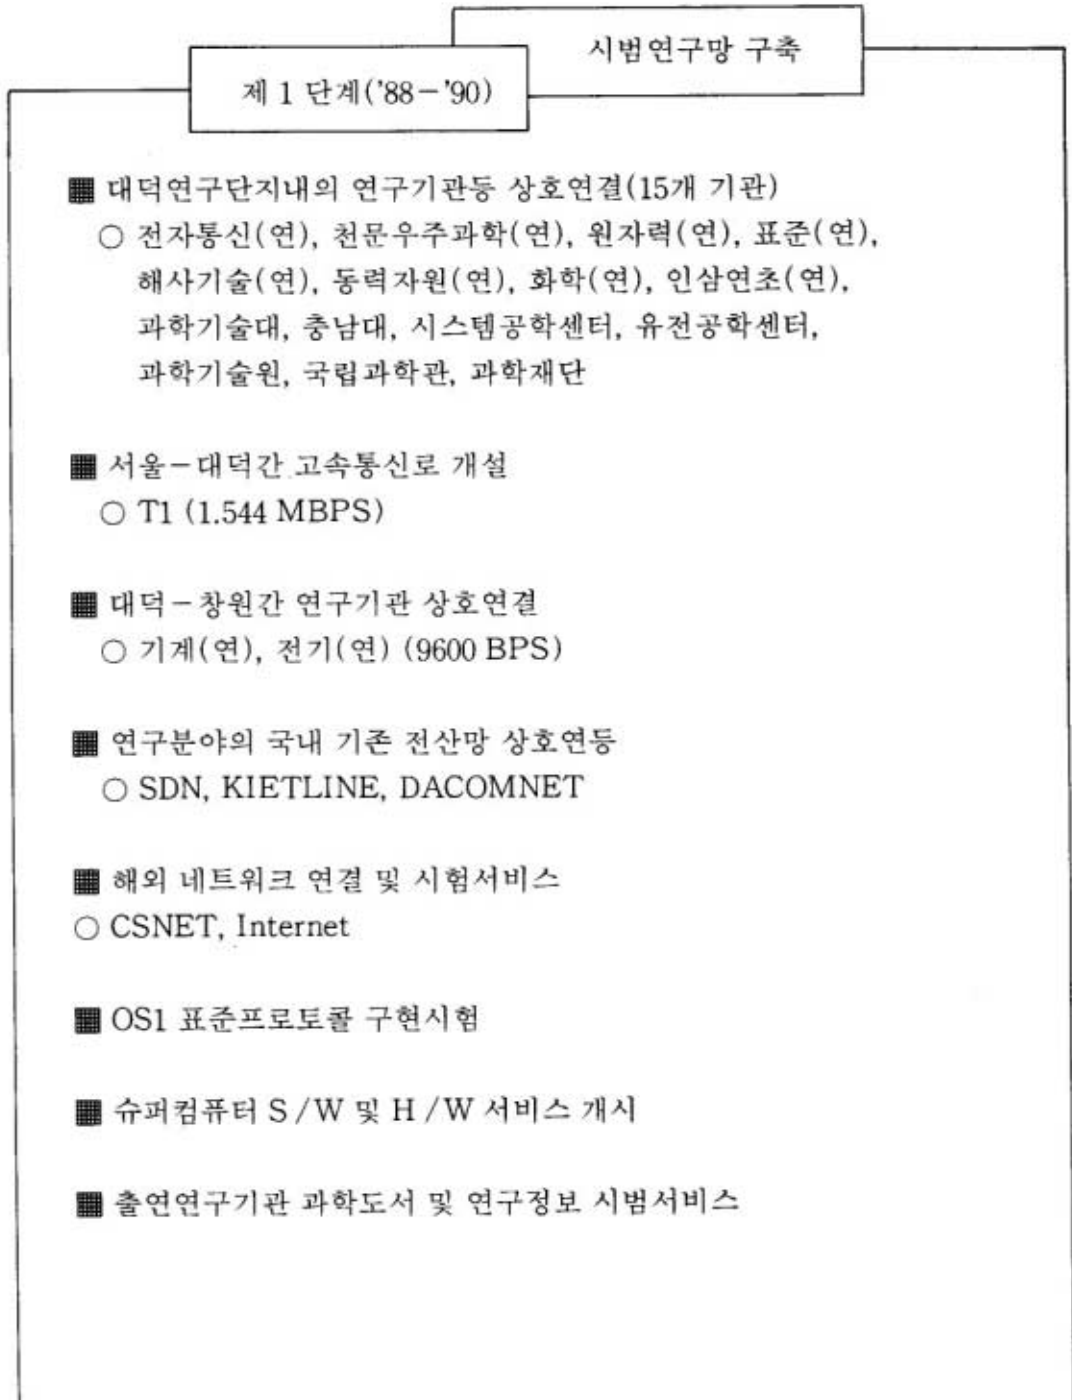 시범연구망 구축
제 1 단계('88-'90)
▦ 대덕연구단지내의 연구기관등 상호연결(15개 기관)
○ 전자통신(연), 천문우주과학(연), 원자력(연), 표준(연),
해사기술(연), 동력자원(연), 화학(연), 인삼연초(연),
과학기술대, 충남대, 시스템공학센터, 유전공학센터,
과학기술원, 국립과학관, 과학재단
▦ 서울-대덕간 고속통신로 개설
○ T1 (1.544 MBPS)
▦ 대덕-창원간 연구기관 상호연결
○ 기계(연), 전기(연) (9600 BPS)
▦ 연구분야의 국내 기존 전산망 상호연등
○ SDN, KIETLINE, DACOMNET
▦ 해외 네트워크 연결 및 시험서비스
○ CSNET, Internet
▦ OS1 표준프로토콜 구현시험
▦ 슈퍼컴퓨터 S/W 및 H/W 서비스 개시
▦ 출연연구기관 과학도서 및 연구정보 시범서비스